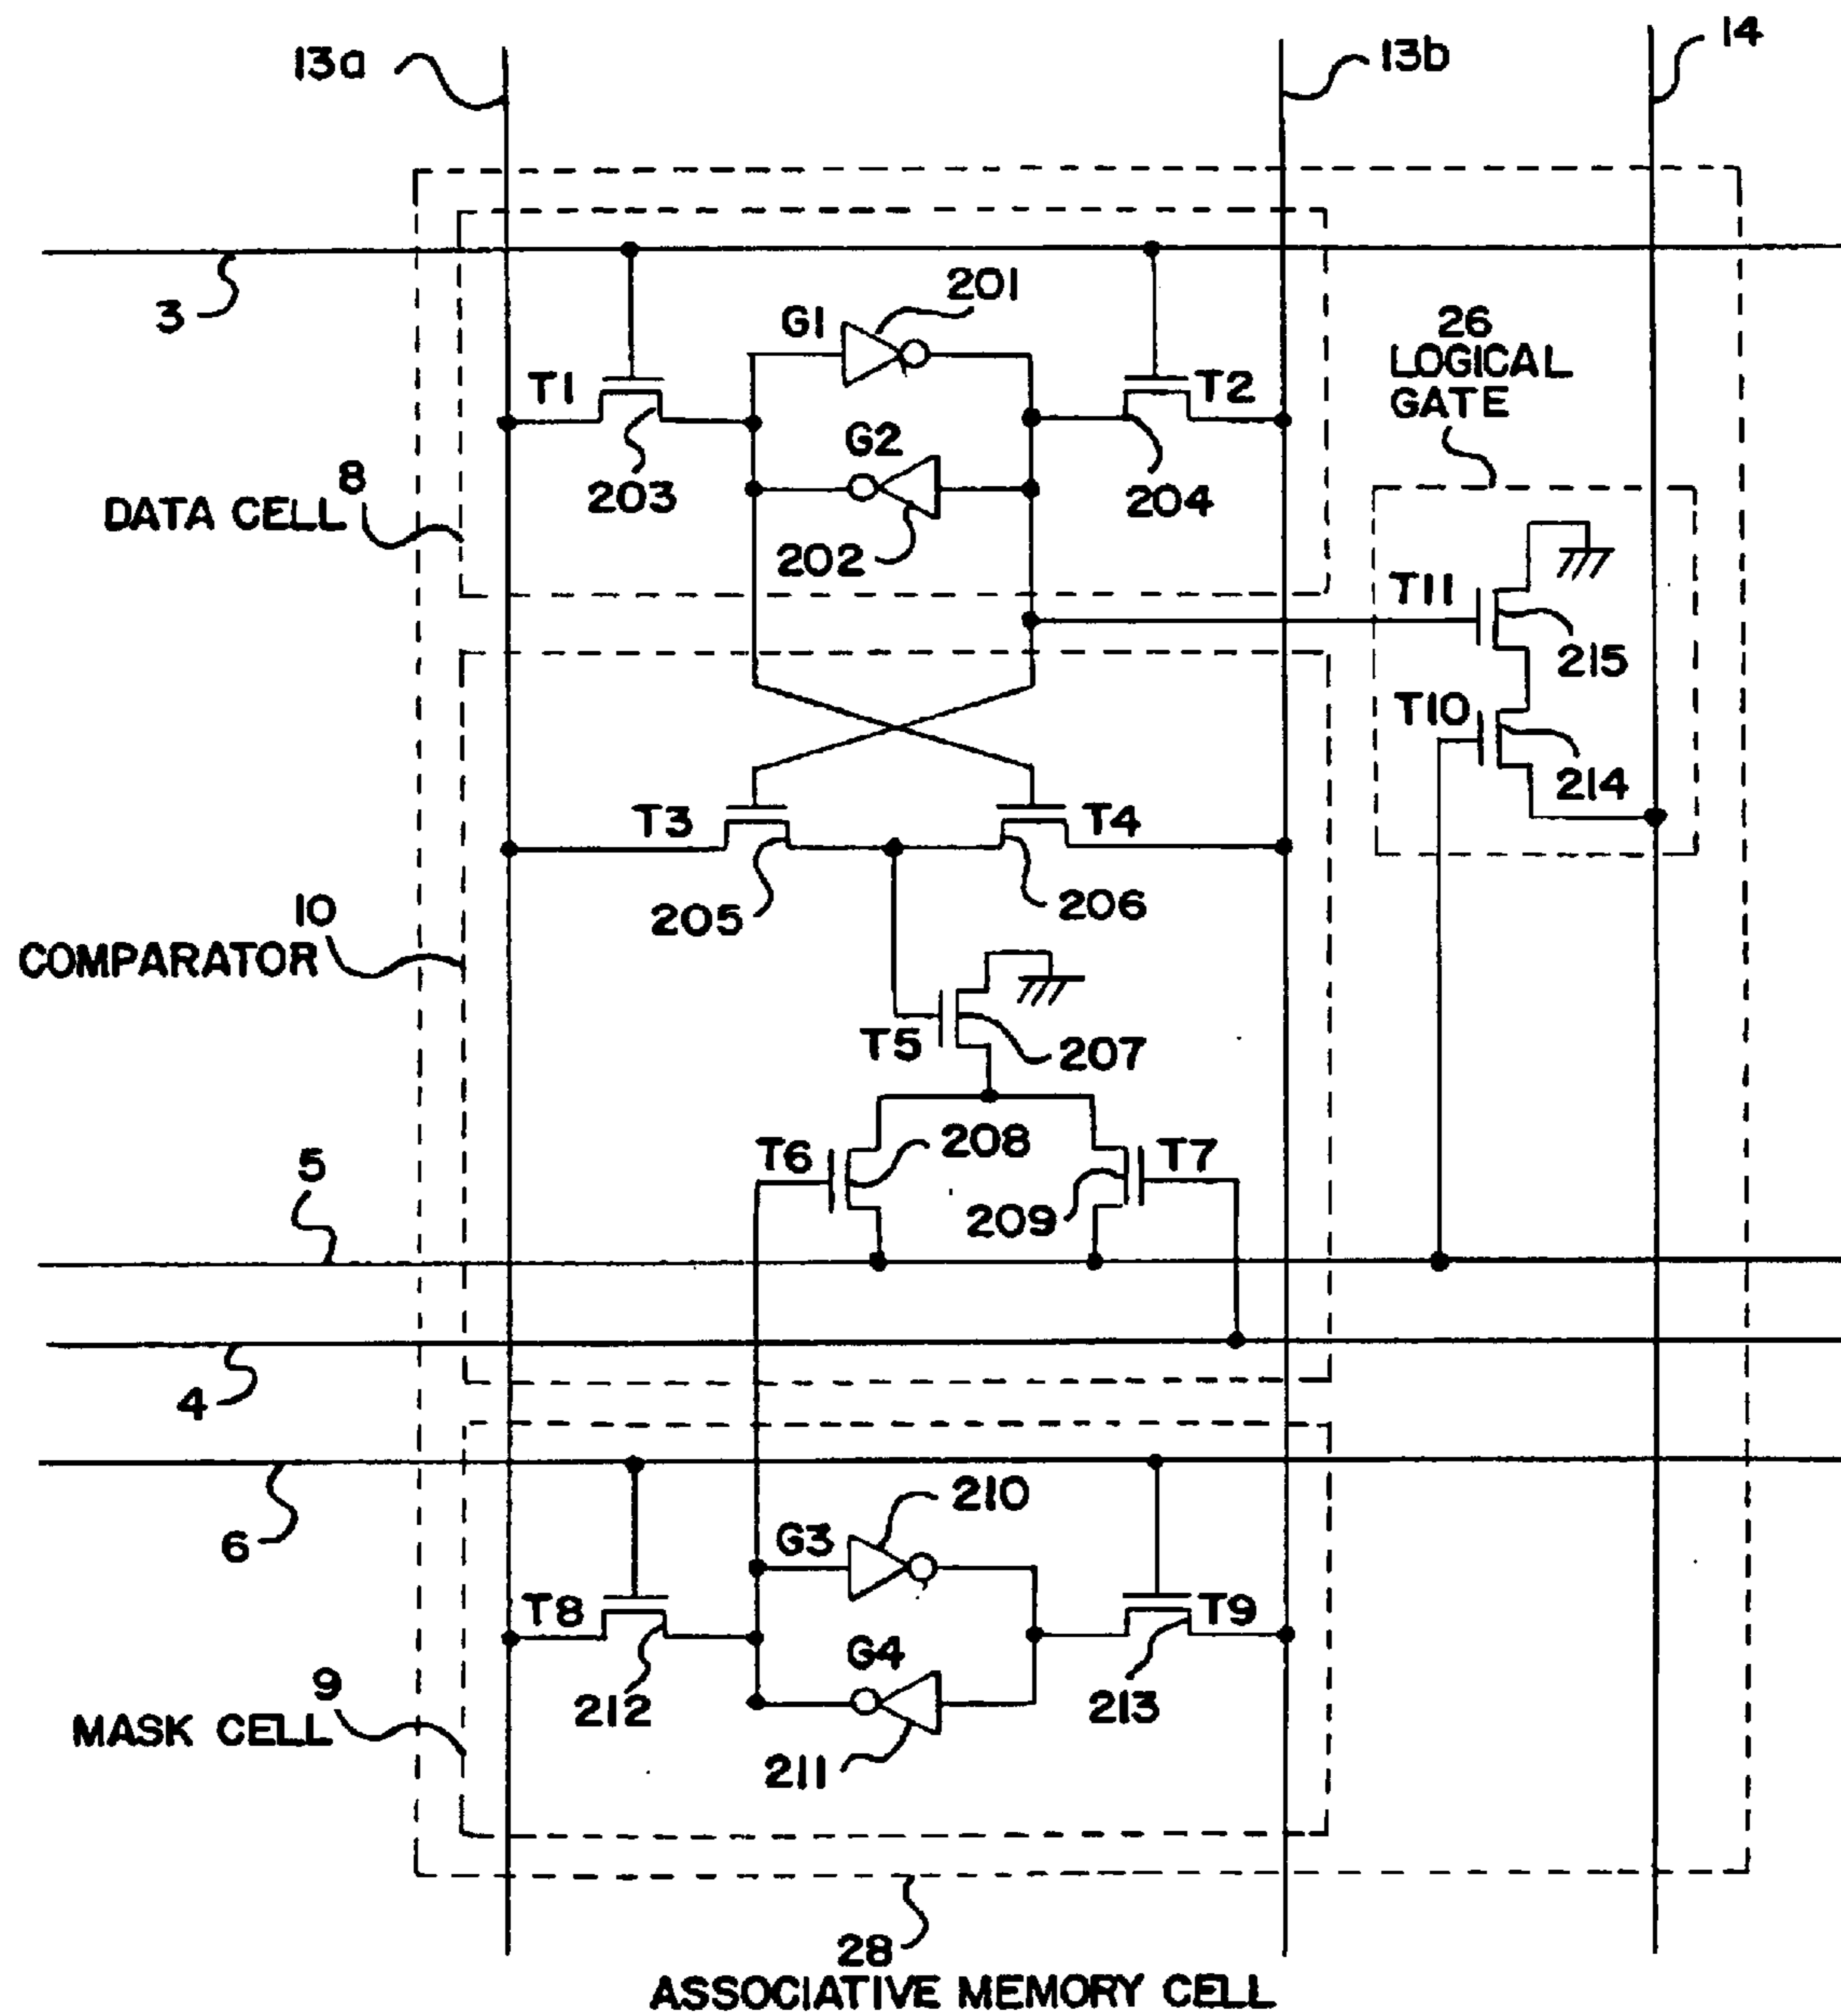 13a
13b
14
3
G1
201
26
LOGICAL
GATE
T1
T2
G2
8
DATA CELL
203
204
202
T11
215
T10
214
T3
T4
205
206
10
COMPARATOR
T5
207
T6
208
T7
5
209
4
6
210
G3
T8
T9
G4
9
MASK CELL
212
213
211
28
ASSOCIATIVE MEMORY CELL